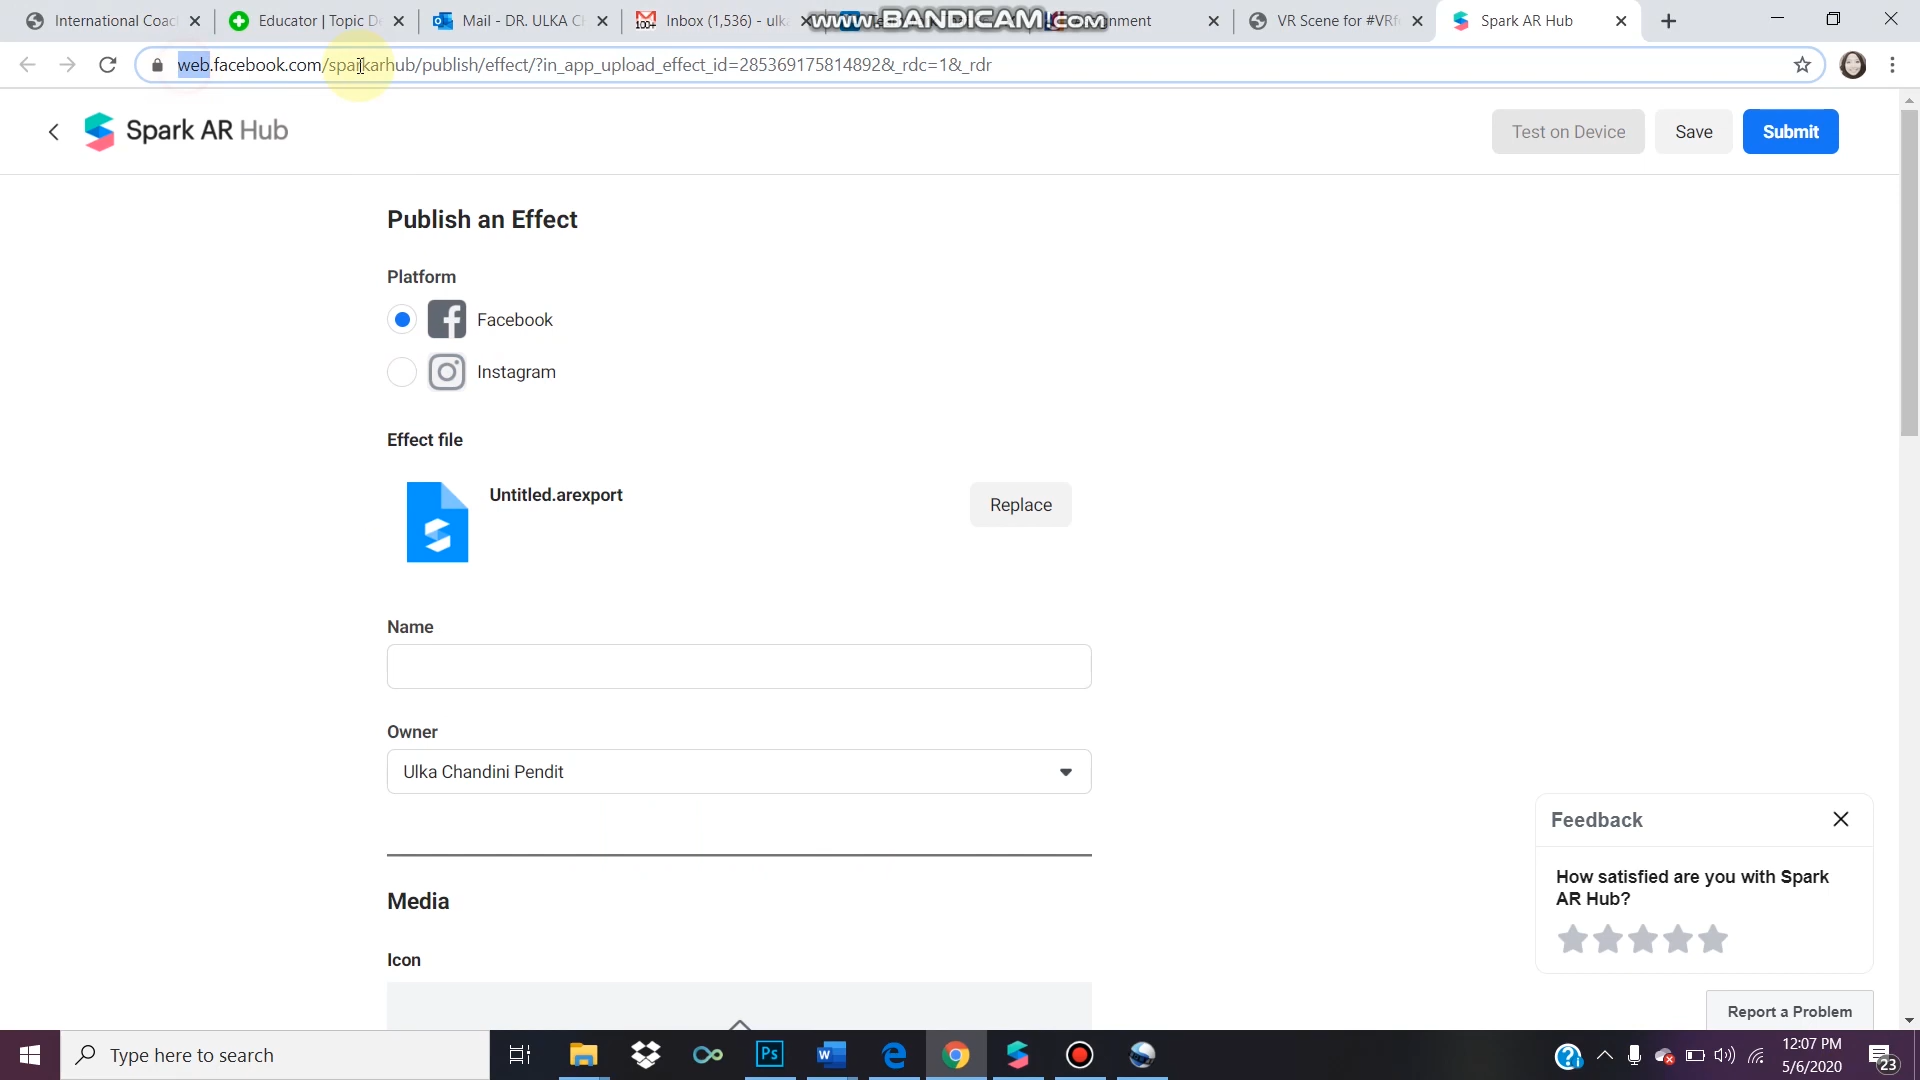 International Coac
Educator | Topic De
Mail - DR. ULKA C
Inbox (1,536) - ulka
www.BANDICAM.com
gnment
VR Scene for #VRf
Spark AR Hub
web.facebook.com/sparkarhub/publish/effect/?in_app_upload_effect_id=285369175814892&_rdc=1&_rdr
Spark AR Hub
Test on Device
Save
Submit
Publish an Effect
Platform
Facebook
Instagram
Effect file
Untitled.arexport
Replace
Name
Owner
Ulka Chandini Pendit
Media
Icon
Feedback
How satisfied are you with Spark
AR Hub?
Report a Problem
Type here to search
12:07 PM
5/6/2020
23